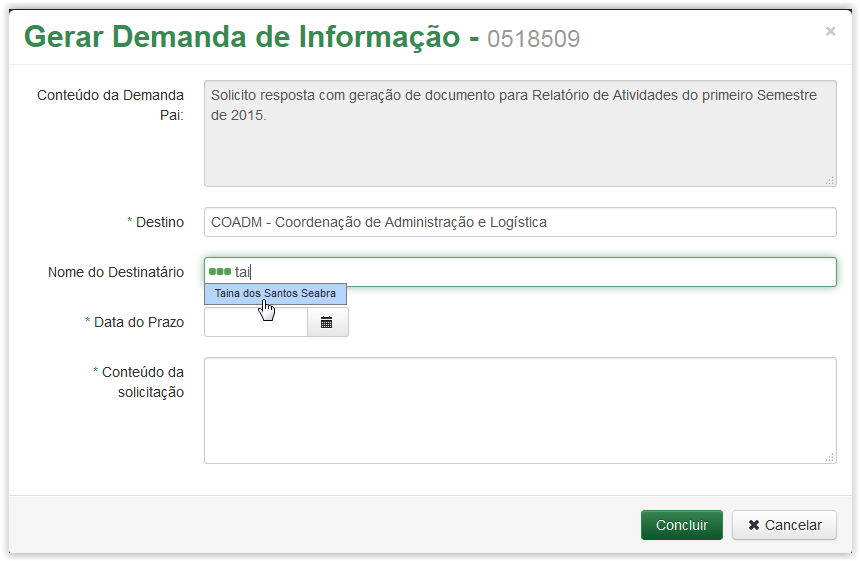 Gerar Demanda de Informação - 0518509
×
Conteúdo da Demanda
Pai:
Solicito resposta com geração de documento para Relatório de Atividades do primeiro Semestre
de 2015.
* Destino
COADM - Coordenação de Administração e Logística
Nome do Destinatário
tai
Taina dos Santos Seabra
* Data do Prazo
* Conteúdo da
solicitação
Concluir
✖ Cancelar